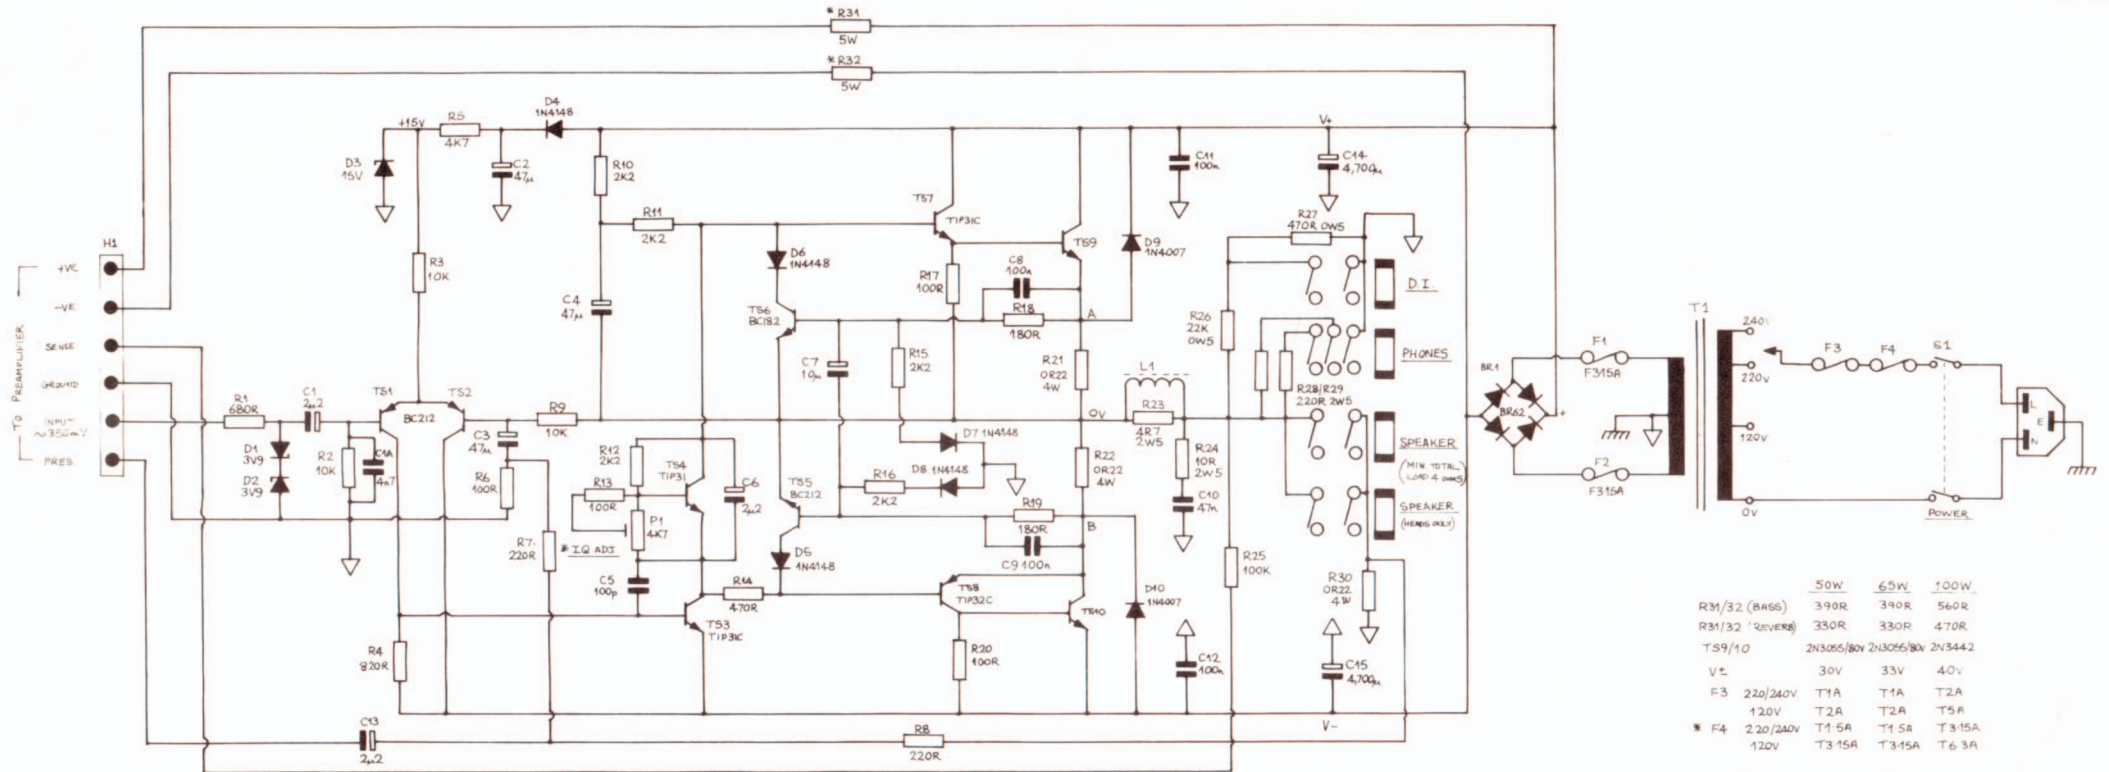 * R31
5W
* R32
5W
D4
1N4148
+15V
R5
4K7
D3
15V
C2
47µ
R10
2K2
R11
2K2
V+
C11
100n
C14
4,700µ
TS7
TIP31C
TS9
D9
1N4007
R27
470R 0W5
H1
R3
10K
D6
1N4148
C8
100n
R17
100R
R18
180R
A
D.I.
TO PREAMPLIFIER
+VE
-VE
SENSE
GROUND
INPUT
~350mV
PRES.
C4
47µ
TS6
BC182
C7
10µ
R15
2K2
R21
0R22
4W
R26
22K
0W5
PHONES
T1
240V
220V
120V
0V
F1
F3·15A
F2
F3·15A
BR1
BR62
+
F3
F4
S1
L
E
N
POWER
R1
680R
C1
2µ2
TS1
BC212
TS2
R9
10K
0V
L1
R23
4R7
2W5
R28/R29
220R 2W5
D1
3V9
D2
3V9
R2
10K
C1A
4n7
C3
47µ
R6
100R
R12
2K2
R13
100R
TS4
TIP31
C6
2µ2
TS5
BC212
R16
2K2
D7 1N4148
D8 1N4148
R22
0R22
4W
R24
10R
2W5
C10
47n
SPEAKER
(MIN TOTAL
LOAD 4 OHMS)
SPEAKER
(HEADS ONLY)
R7
220R
* IQ ADJ
P1
4K7
D5
1N4148
R19
180R
B
C9 100n
C5
100p
R14
470R
TS8
TIP32C
TS10
D10
1N4007
R25
100K
R30
0R22
4W
TS3
TIP31C
R4
820R
R20
100R
C12
100n
C15
4,700µ
V-
C13
2µ2
R8
220R
50W 65W 100W
R31/32 (BASS) 390R 390R 560R
R31/32 (REVERB) 330R 330R 470R
TS9/10 2N3055/80V 2N3055/80V 2N3442
V± 30V 33V 40V
F3 220/240V T1A T1A T2A
120V T2A T2A T5A
* F4 220/240V T1·5A T1·5A T3·15A
120V T3·15A T3·15A T6·3A